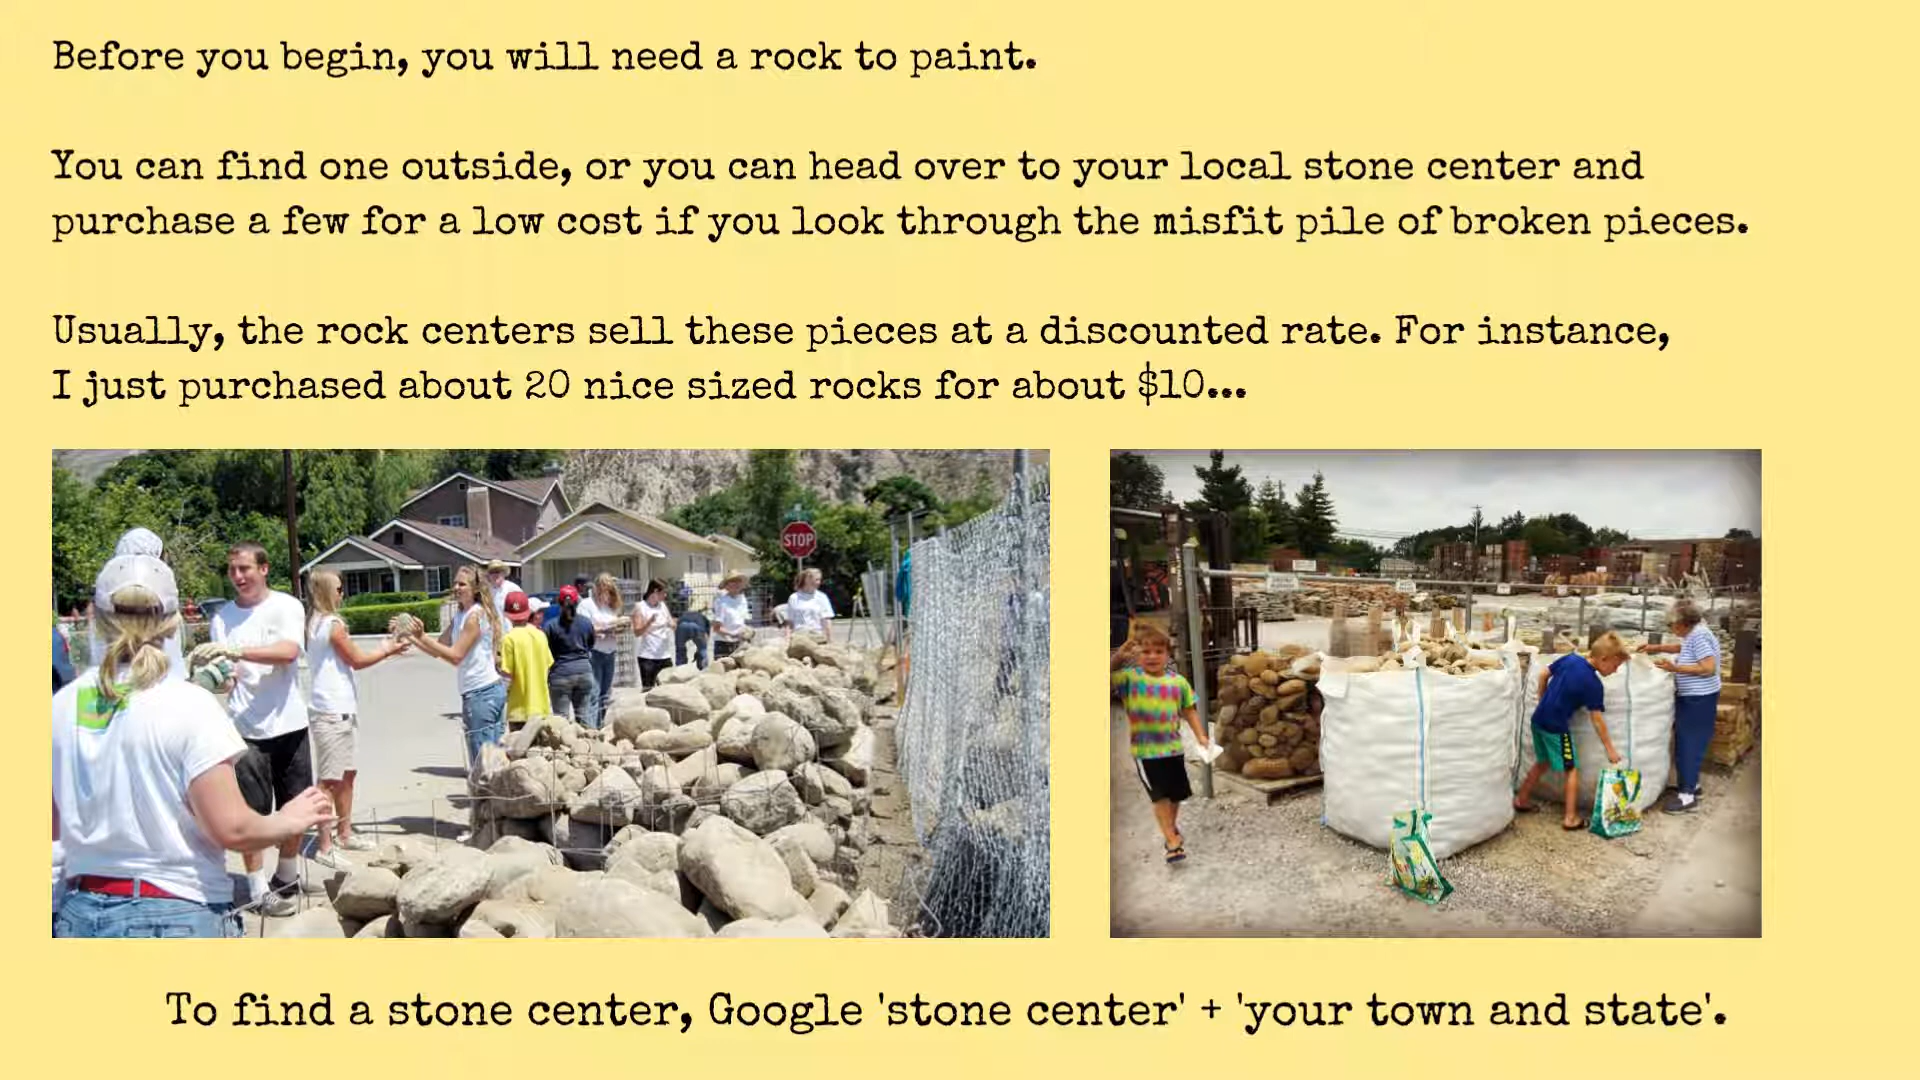 Before you begin, you will need a rock to paint.
You can find one outside, or you can head over to your local stone center and
purchase a few for a low cost if you look through the misfit pile of broken pieces.
Usually, the rock centers sell these pieces at a discounted rate. For instance,
I just purchased about 20 nice sized rocks for about $10...
STOP
To find a stone center, Google 'stone center' + 'your town and state'.